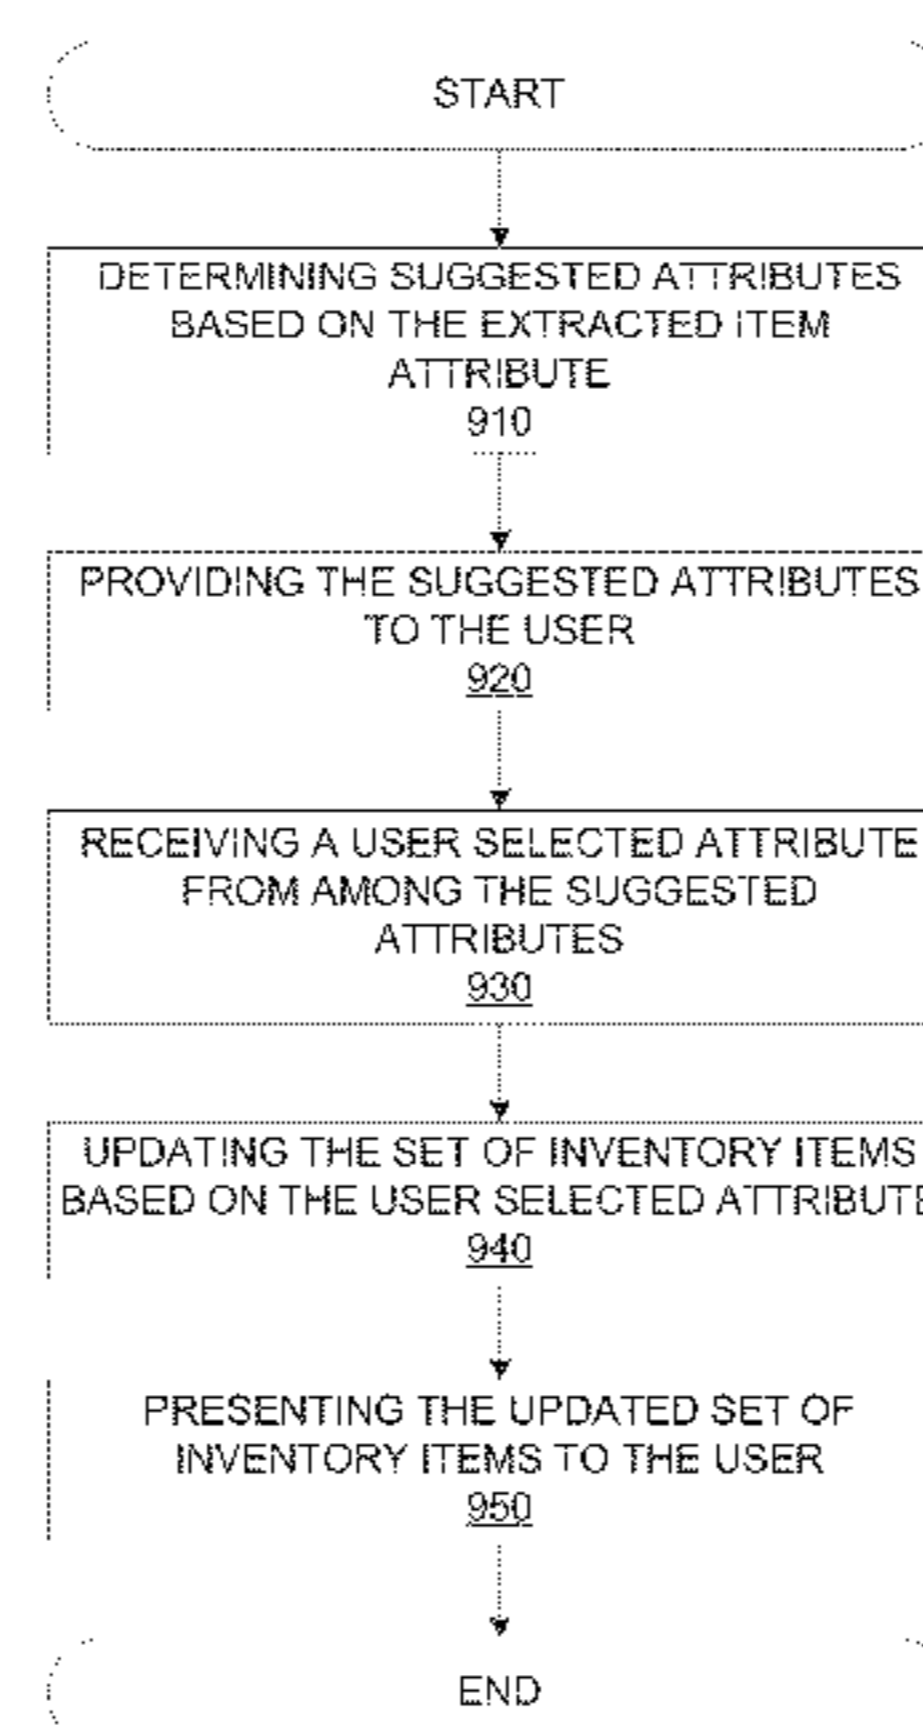 START
DETERMINING SUGGESTED ATTRIBUTES
BASED ON THE EXTRACTED ITEM
ATTRIBUTE
910
PROVIDING THE SUGGESTED ATTRIBUTES
TO THE USER
920
RECEIVING A USER SELECTED ATTRIBUTE
FROM AMONG THE SUGGESTED
ATTRIBUTES
930
UPDATING THE SET OF INVENTORY ITEMS
BASED ON THE USER SELECTED ATTRIBUTE
940
PRESENTING THE UPDATED SET OF
INVENTORY ITEMS TO THE USER
950
END